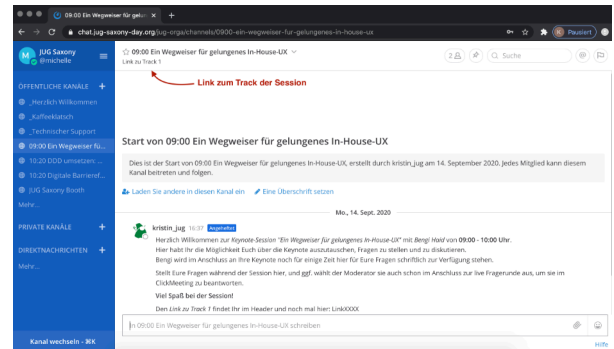 09:00 Ein Wegweiser für gelun
chat.jug-saxony-day.org/jug-orga/channels/0900-ein-wegweiser-fur-gelungenes-in-house-ux
Pausiert
JUG Saxony
@michelle
09:00 Ein Wegweiser für gelungenes In-House-UX
Link zu Track 1
2
Suche
Link zum Track der Session
ÖFFENTLICHE KANÄLE +
_Herzlich Willkommen
_Kaffeeklatsch
_Technischer Support
09:00 Ein Wegweiser fü...
10:20 DDD umsetzen: ...
10:20 Digitale Barrieref...
JUG Saxony Booth
Mehr...
PRIVATE KANÄLE +
DIREKTNACHRICHTEN +
Mehr...
Kanal wechseln - ⌘K
Start von 09:00 Ein Wegweiser für gelungenes In-House-UX
Dies ist der Start von 09:00 Ein Wegweiser für gelungenes In-House-UX, erstellt durch kristin_jug am 14. September 2020. Jedes Mitglied kann diesem
Kanal beitreten und folgen.
Laden Sie andere in diesen Kanal ein Eine Überschrift setzen
Mo., 14. Sept. 2020
kristin_jug 16:37 Angeheftet
Herzlich Willkommen zur Keynote-Session "Ein Wegweiser für gelungenes In-House-UX" mit Bengi Hald von 09:00 - 10:00 Uhr.
Hier habt Ihr die Möglichkeit Euch über die Keynote auszutauschen, Fragen zu stellen und zu diskutieren.
Bengi wird im Anschluss an Ihre Keynote noch für einige Zeit hier für Eure Fragen schriftlich zur Verfügung stehen.
Stellt Eure Fragen während der Session hier, und ggf. wählt der Moderator sie auch schon im Anschluss zur live Fragerunde aus, um sie im
ClickMeeting zu beantworten.
Viel Spaß bei der Session!
Den Link zu Track 1 findet Ihr im Header und noch mal hier: LinkXXXX
In 09:00 Ein Wegweiser für gelungenes In-House-UX schreiben
Hilfe